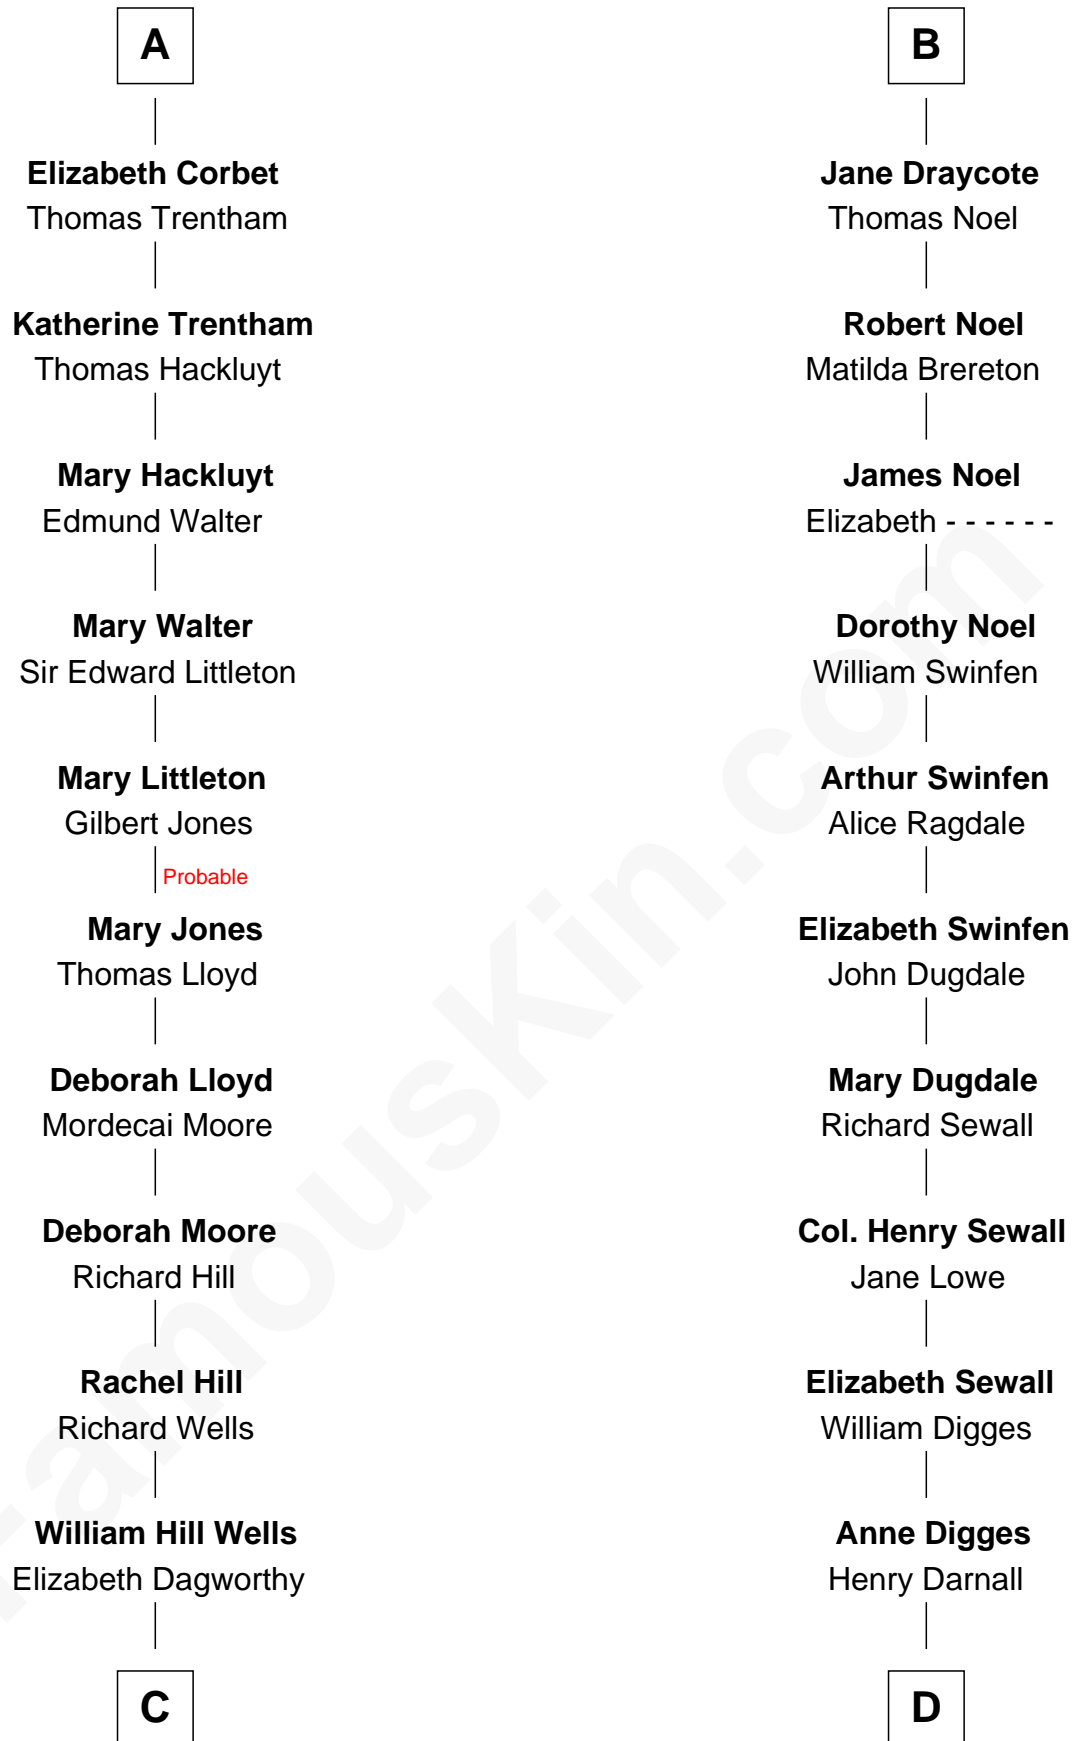 A
Elizabeth Corbet
Thomas Trentham
Katherine Trentham
Thomas Hackluyt
Mary Hackluyt
Edmund Walter
Mary Walter
Sir Edward Littleton
Mary Littleton
Gilbert Jones
Probable
Mary Jones
Thomas Lloyd
Deborah Lloyd
Mordecai Moore
Deborah Moore
Richard Hill
Rachel Hill
Richard Wells
William Hill Wells
Elizabeth Dagworthy
C
B
Jane Draycote
Thomas Noel
Robert Noel
Matilda Brereton
James Noel
Elizabeth - - - - - -
Dorothy Noel
William Swinfen
Arthur Swinfen
Alice Ragdale
Elizabeth Swinfen
John Dugdale
Mary Dugdale
Richard Sewall
Col. Henry Sewall
Jane Lowe
Elizabeth Sewall
William Digges
Anne Digges
Henry Darnall
D
FamousKin.com